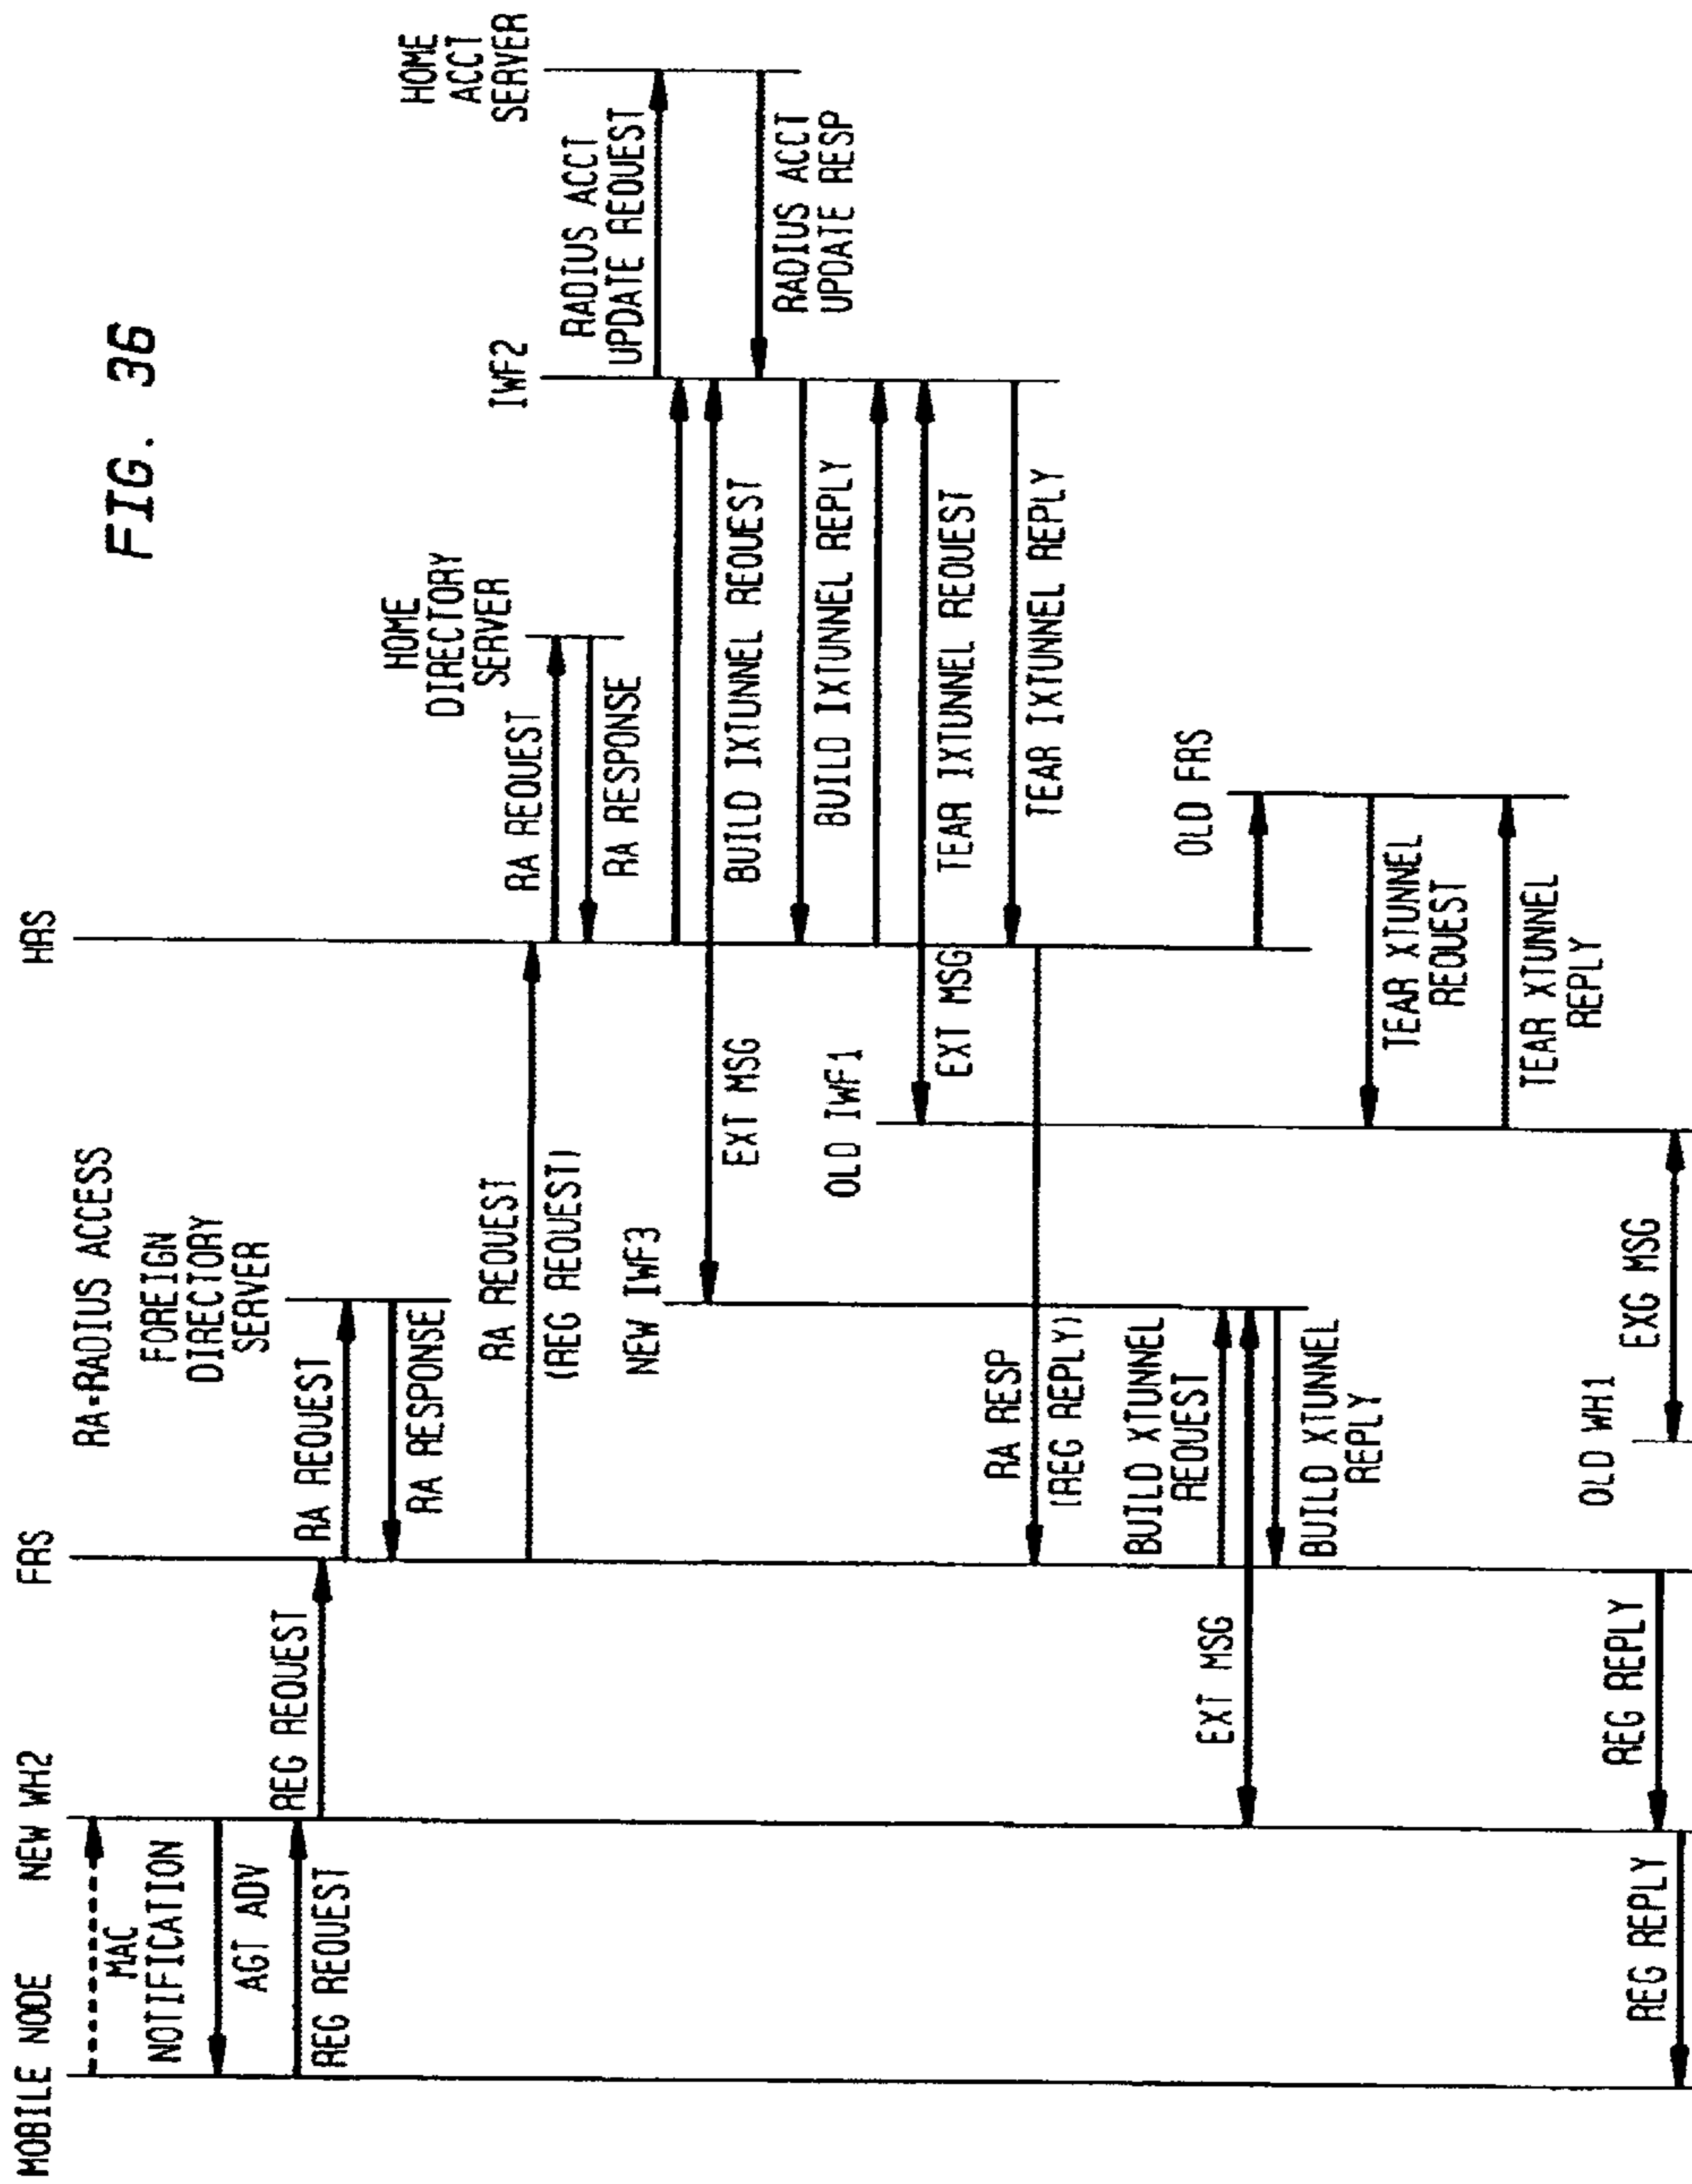 FIG. 36
MOBILE NODE
NEW WH2
FRS
HRS
RA-RADIUS ACCESS
MAC
NOTIFICATION
AGT ADV
REG REQUEST
REG REQUEST
FOREIGN
DIRECTORY
SERVER
RA REQUEST
RA RESPONSE
RA REQUEST
(REG REQUEST)
HOME
DIRECTORY
SERVER
RA REQUEST
RA RESPONSE
IWF2
HOME
ACCT
SERVER
RADIUS ACCT
UPDATE REQUEST
RADIUS ACCT
UPDATE RESP
NEW IWF3
EXT MSG
BUILD IXTUNNEL REQUEST
BUILD IXTUNNEL REPLY
OLD IWF1
EXT MSG
TEAR IXTUNNEL REQUEST
TEAR IXTUNNEL REPLY
RA RESP
(REG REPLY)
BUILD XTUNNEL
REQUEST
EXT MSG
BUILD XTUNNEL
REPLY
OLD FRS
TEAR XTUNNEL
REQUEST
TEAR XTUNNEL
REPLY
OLD WH1
EXG MSG
REG REPLY
REG REPLY